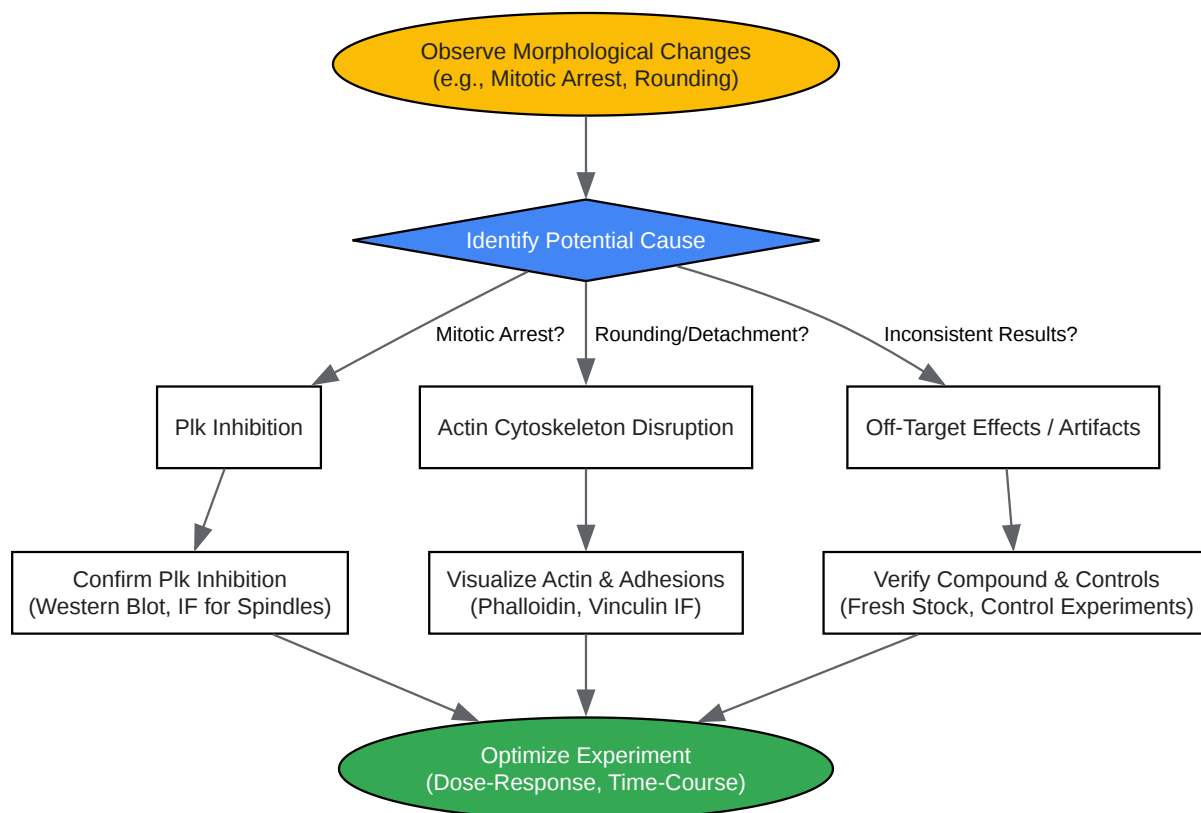 Observe Morphological Changes
(e.g., Mitotic Arrest, Rounding)
Identify Potential Cause
Mitotic Arrest?
Rounding/Detachment?
Inconsistent Results?
Plk Inhibition
Actin Cytoskeleton Disruption
Off-Target Effects / Artifacts
Confirm Plk Inhibition
(Western Blot, IF for Spindles)
Visualize Actin & Adhesions
(Phalloidin, Vinculin IF)
Verify Compound & Controls
(Fresh Stock, Control Experiments)
Optimize Experiment
(Dose-Response, Time-Course)